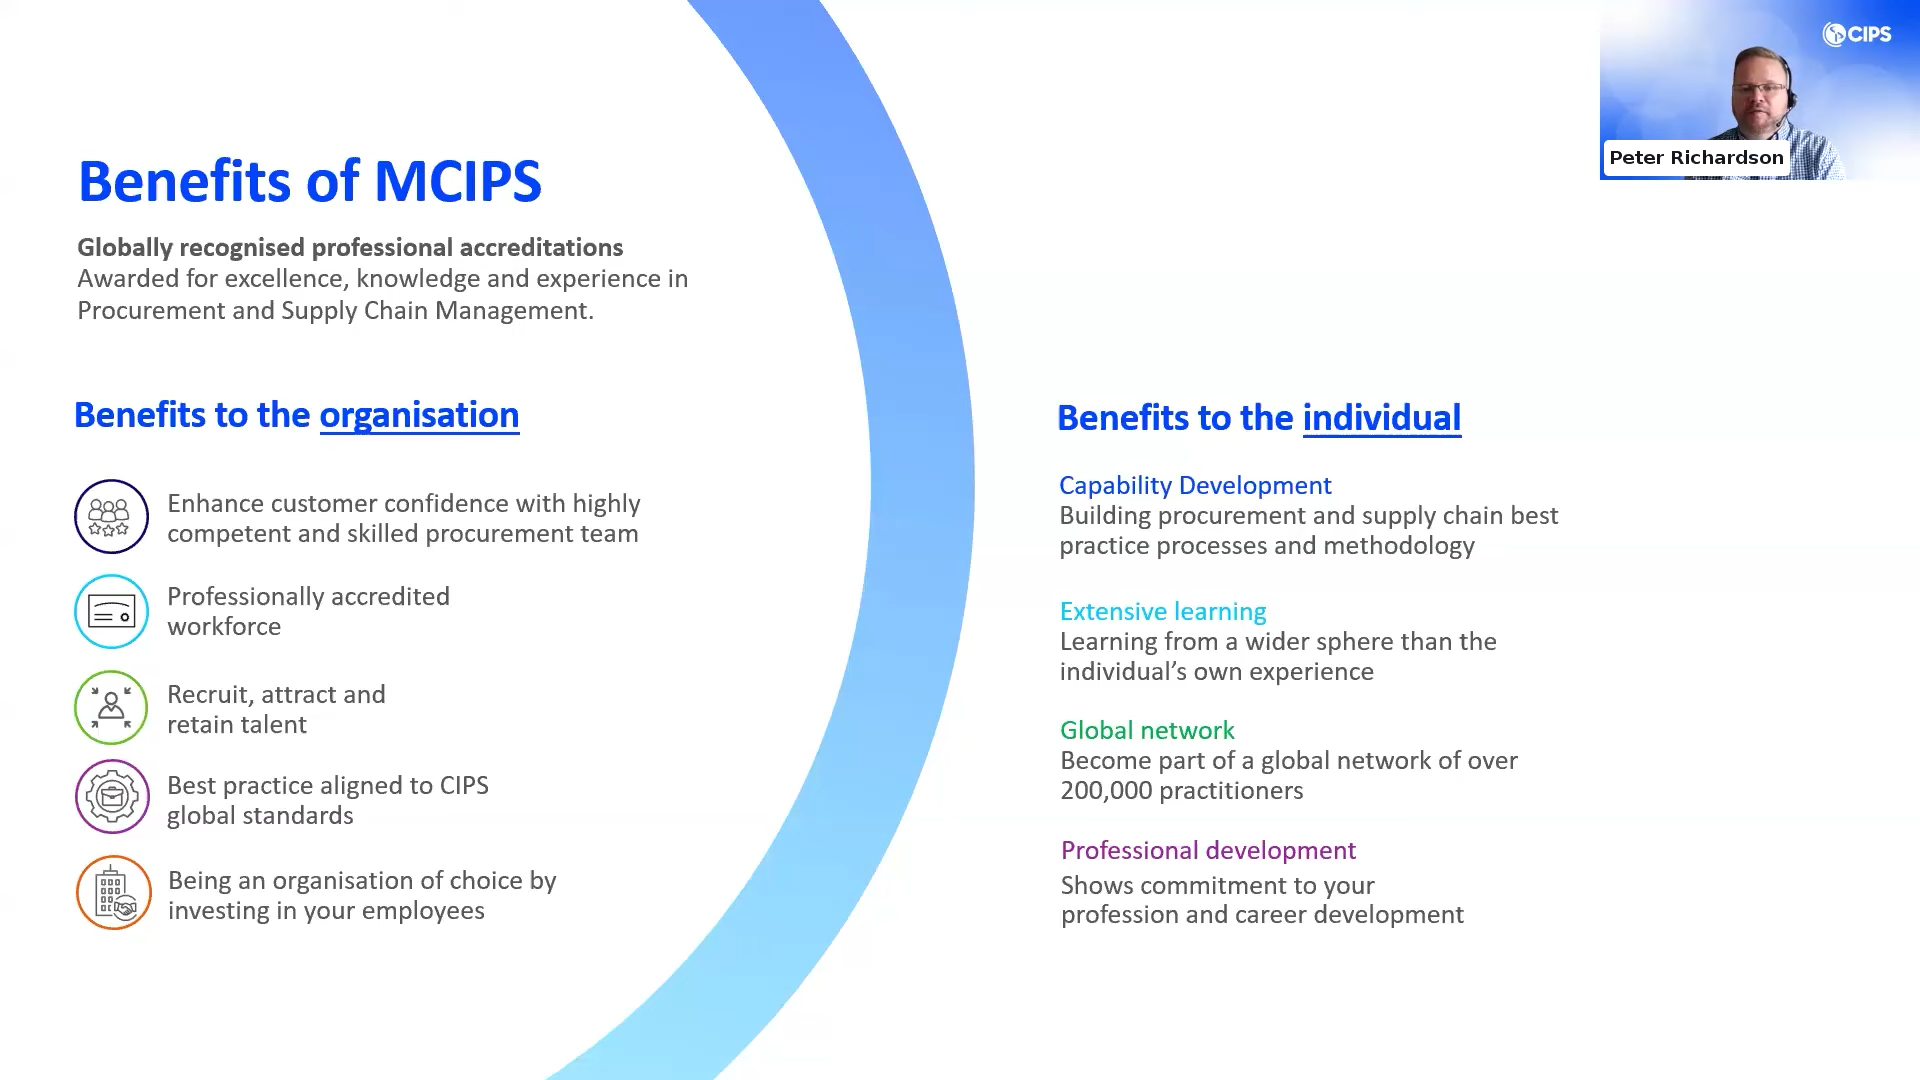 CIPS
Peter Richardson
Benefits of MCIPS
Globally recognised professional accreditations
Awarded for excellence, knowledge and experience in
Procurement and Supply Chain Management.
Benefits to the organisation
Enhance customer confidence with highly
competent and skilled procurement team
Professionally accredited
workforce
Recruit, attract and
retain talent
Best practice aligned to CIPS
global standards
Being an organisation of choice by
investing in your employees
Benefits to the individual
Capability Development
Building procurement and supply chain best
practice processes and methodology
Extensive learning
Learning from a wider sphere than the
individual’s own experience
Global network
Become part of a global network of over
200,000 practitioners
Professional development
Shows commitment to your
profession and career development